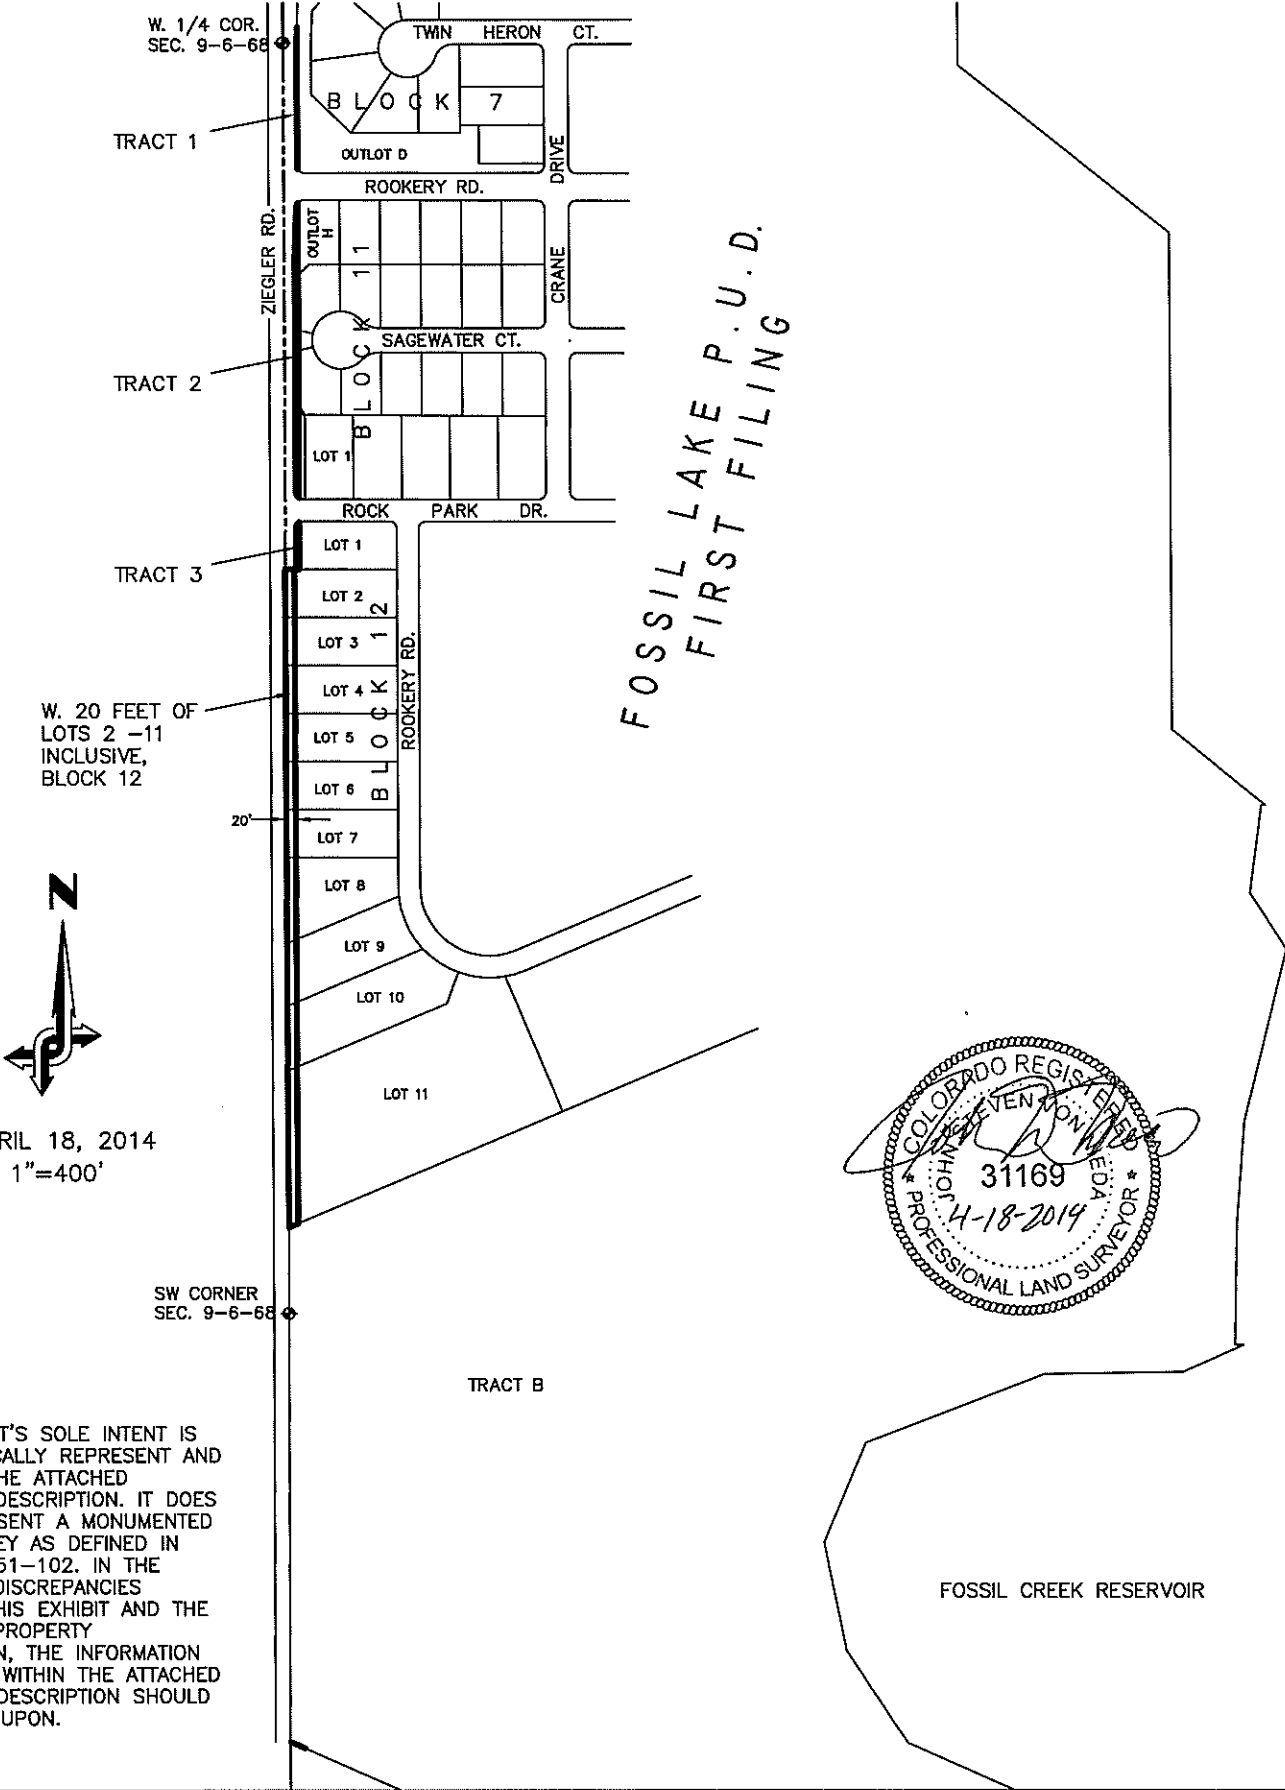 W. 1/4 COR.
SEC. 9-6-68
TWIN HERON CT.
BLOCK 7
TRACT 1
OUTLOT D
DRIVE
ROOKERY RD.
ZIEGLER RD.
OUTLOT
H
BLOCK 11
CRANE
SAGEWATER CT.
TRACT 2
LOT 1
ROCK PARK DR.
FOSSIL LAKE P.U.D.
FIRST FILING
LOT 1
TRACT 3
LOT 2
LOT 3
LOT 4
LOT 5
LOT 6
LOT 7
LOT 8
LOT 9
LOT 10
LOT 11
BLOCK 12
ROOKERY RD.
W. 20 FEET OF
LOTS 2 -11
INCLUSIVE,
BLOCK 12
20'
N
RIL 18, 2014
1"=400'
COLORADO REGISTERED
JOHN STEVEN VON
31169
4-18-2014
PROFESSIONAL LAND SURVEYOR
SW CORNER
SEC. 9-6-68
TRACT B
T'S SOLE INTENT IS
CALLY REPRESENT AND
HE ATTACHED
DESCRIPTION. IT DOES
SENT A MONUMENTED
EY AS DEFINED IN
51-102. IN THE
DISCREPANCIES
HIS EXHIBIT AND THE
PROPERTY
N, THE INFORMATION
WITHIN THE ATTACHED
DESCRIPTION SHOULD
UPON.
FOSSIL CREEK RESERVOIR